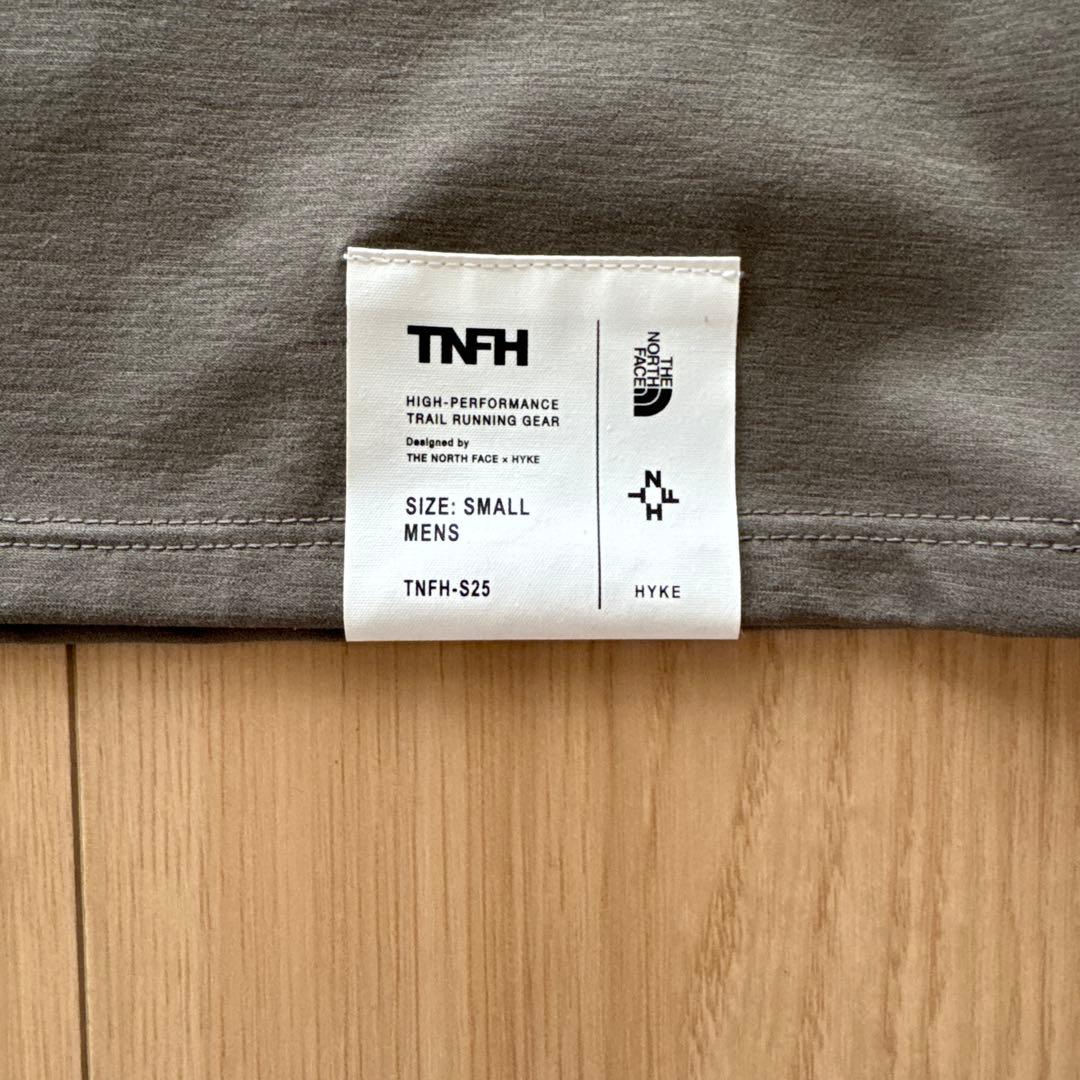 TNFH
HIGH-PERFORMANCE
TRAIL RUNNING GEAR
Designed by
THE NORTH FACE × HYKE
SIZE: SMALL
MENS
TNFH-S25
THE
NORTH
FACE
N
T F
H
HYKE